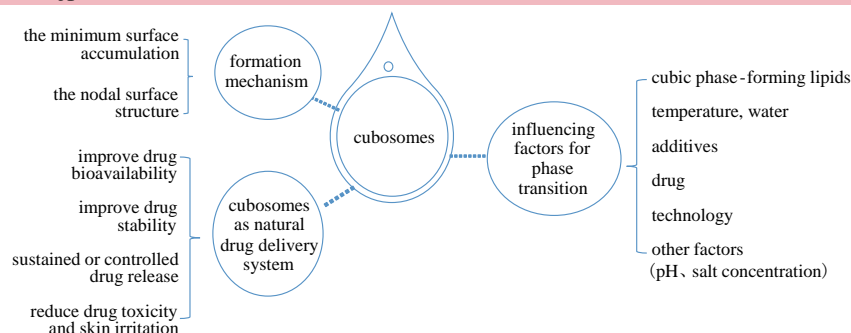 the minimum surface
accumulation
the nodal surface
structure
formation
mechanism
cubosomes
improve drug
bioavailability
improve drug
stability
sustained or controlled
drug release
reduce drug toxicity
and skin irritation
cubosomes
as natural
drug delivery
system
influencing
factors for
phase
transition
cubic phase-forming lipids
temperature, water
additives
drug
technology
other factors
(pH、salt concentration)